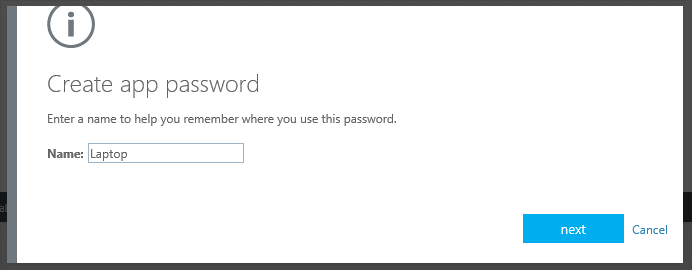 Create app password
Enter a name to help you remember where you use this password.
Name: Laptop
next Cancel